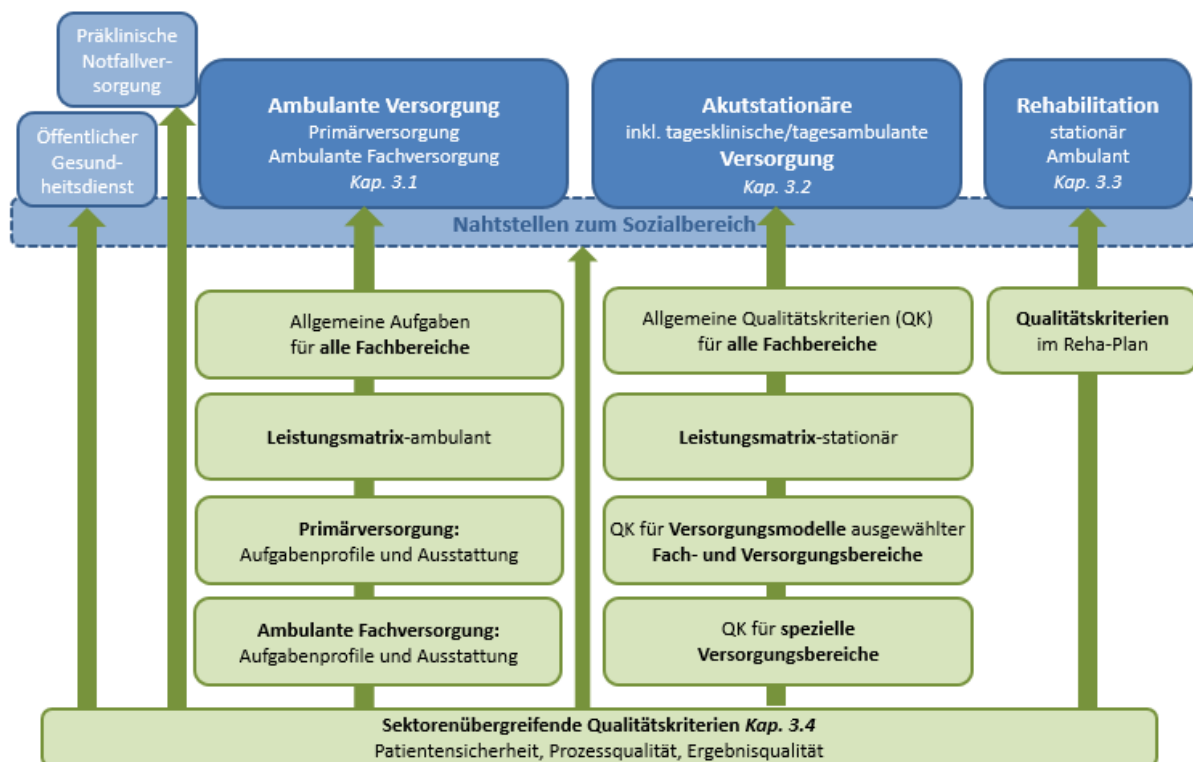 Präklinische
Notfallver-
sorgung
Öffentlicher
Gesund-
heitsdienst
Ambulante Versorgung
Primärversorgung
Ambulante Fachversorgung
Kap. 3.1
Akutstationäre
inkl. tagesklinische/tagesambulante
Versorgung
Kap. 3.2
Rehabilitation
stationär
Ambulant
Kap. 3.3
Nahtstellen zum Sozialbereich
Allgemeine Aufgaben
für alle Fachbereiche
Leistungsmatrix-ambulant
Primärversorgung:
Aufgabenprofile und Ausstattung
Ambulante Fachversorgung:
Aufgabenprofile und Ausstattung
Allgemeine Qualitätskriterien (QK)
für alle Fachbereiche
Leistungsmatrix-stationär
QK für Versorgungsmodelle ausgewählter
Fach- und Versorgungsbereiche
QK für spezielle
Versorgungsbereiche
Qualitätskriterien
im Reha-Plan
Sektorenübergreifende Qualitätskriterien Kap. 3.4
Patientensicherheit, Prozessqualität, Ergebnisqualität